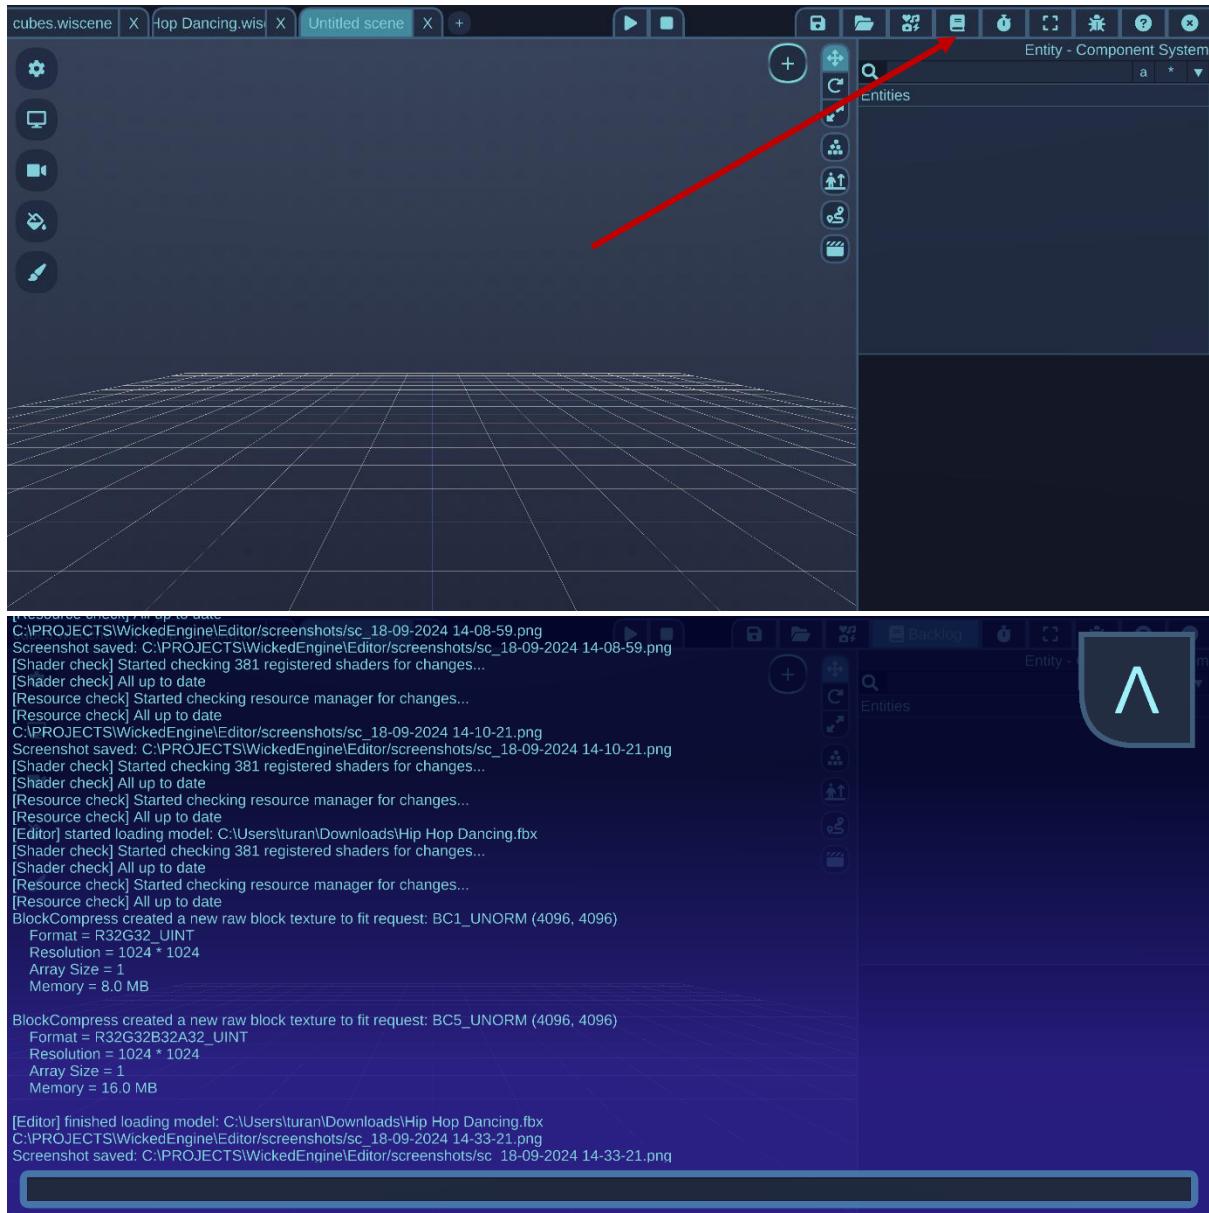 cubes.wiscene X Hop Dancing.wis X Untitled scene X +
Entity - Component System
a * ▼
Entities
[Resource check] All up to date
C:\PROJECTS\WickedEngine\Editor/screenshots/sc_18-09-2024 14-08-59.png
Screenshot saved: C:\PROJECTS\WickedEngine\Editor/screenshots/sc_18-09-2024 14-08-59.png
[Shader check] Started checking 381 registered shaders for changes...
[Shader check] All up to date
[Resource check] Started checking resource manager for changes...
[Resource check] All up to date
C:\PROJECTS\WickedEngine\Editor/screenshots/sc_18-09-2024 14-10-21.png
Screenshot saved: C:\PROJECTS\WickedEngine\Editor/screenshots/sc_18-09-2024 14-10-21.png
[Shader check] Started checking 381 registered shaders for changes...
[Shader check] All up to date
[Resource check] Started checking resource manager for changes...
[Resource check] All up to date
[Editor] started loading model: C:\Users\turan\Downloads\Hip Hop Dancing.fbx
[Shader check] Started checking 381 registered shaders for changes...
[Shader check] All up to date
[Resource check] Started checking resource manager for changes...
[Resource check] All up to date
BlockCompress created a new raw block texture to fit request: BC1_UNORM (4096, 4096)
Format = R32G32_UINT
Resolution = 1024 * 1024
Array Size = 1
Memory = 8.0 MB
BlockCompress created a new raw block texture to fit request: BC5_UNORM (4096, 4096)
Format = R32G32B32A32_UINT
Resolution = 1024 * 1024
Array Size = 1
Memory = 16.0 MB
[Editor] finished loading model: C:\Users\turan\Downloads\Hip Hop Dancing.fbx
C:\PROJECTS\WickedEngine\Editor/screenshots/sc_18-09-2024 14-33-21.png
Screenshot saved: C:\PROJECTS\WickedEngine\Editor/screenshots/sc_18-09-2024 14-33-21.png
Backlog
Entity -
Entities
Λ